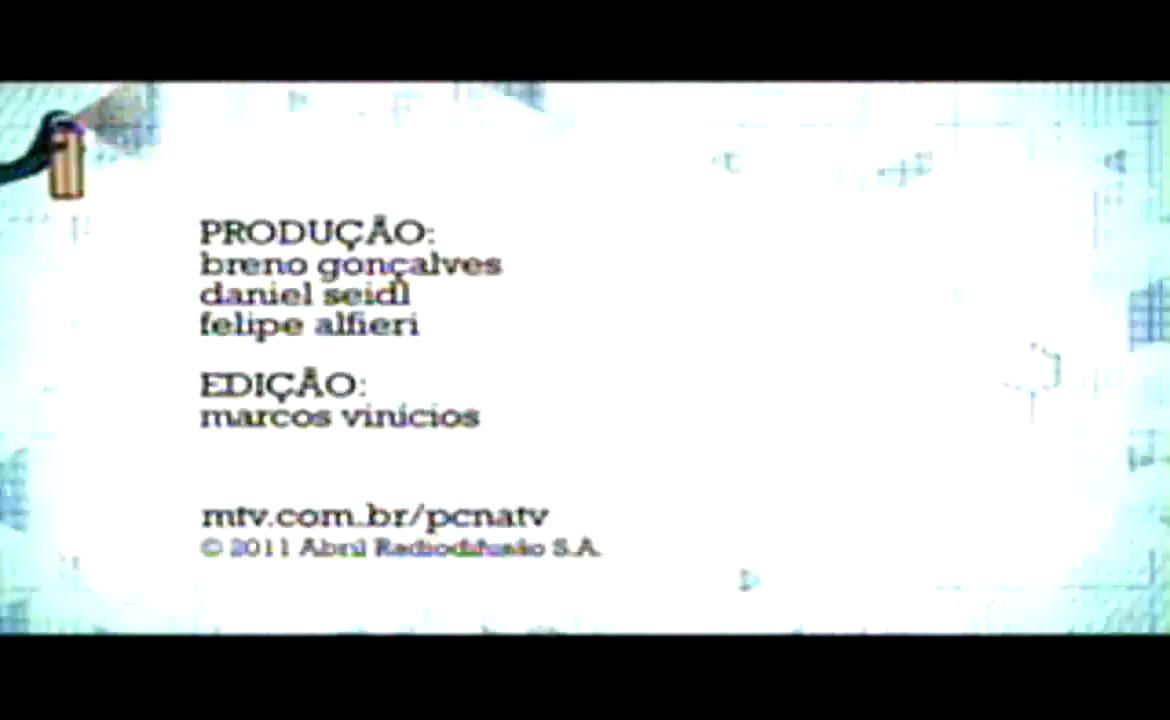 PRODUÇÃO:
breno gonçalves
daniel seidl
felipe alfieri
EDIÇÃO:
marcos vinicios
mtv.com.br/pcnatv
© 2011 Abril Radiodifusão S.A.